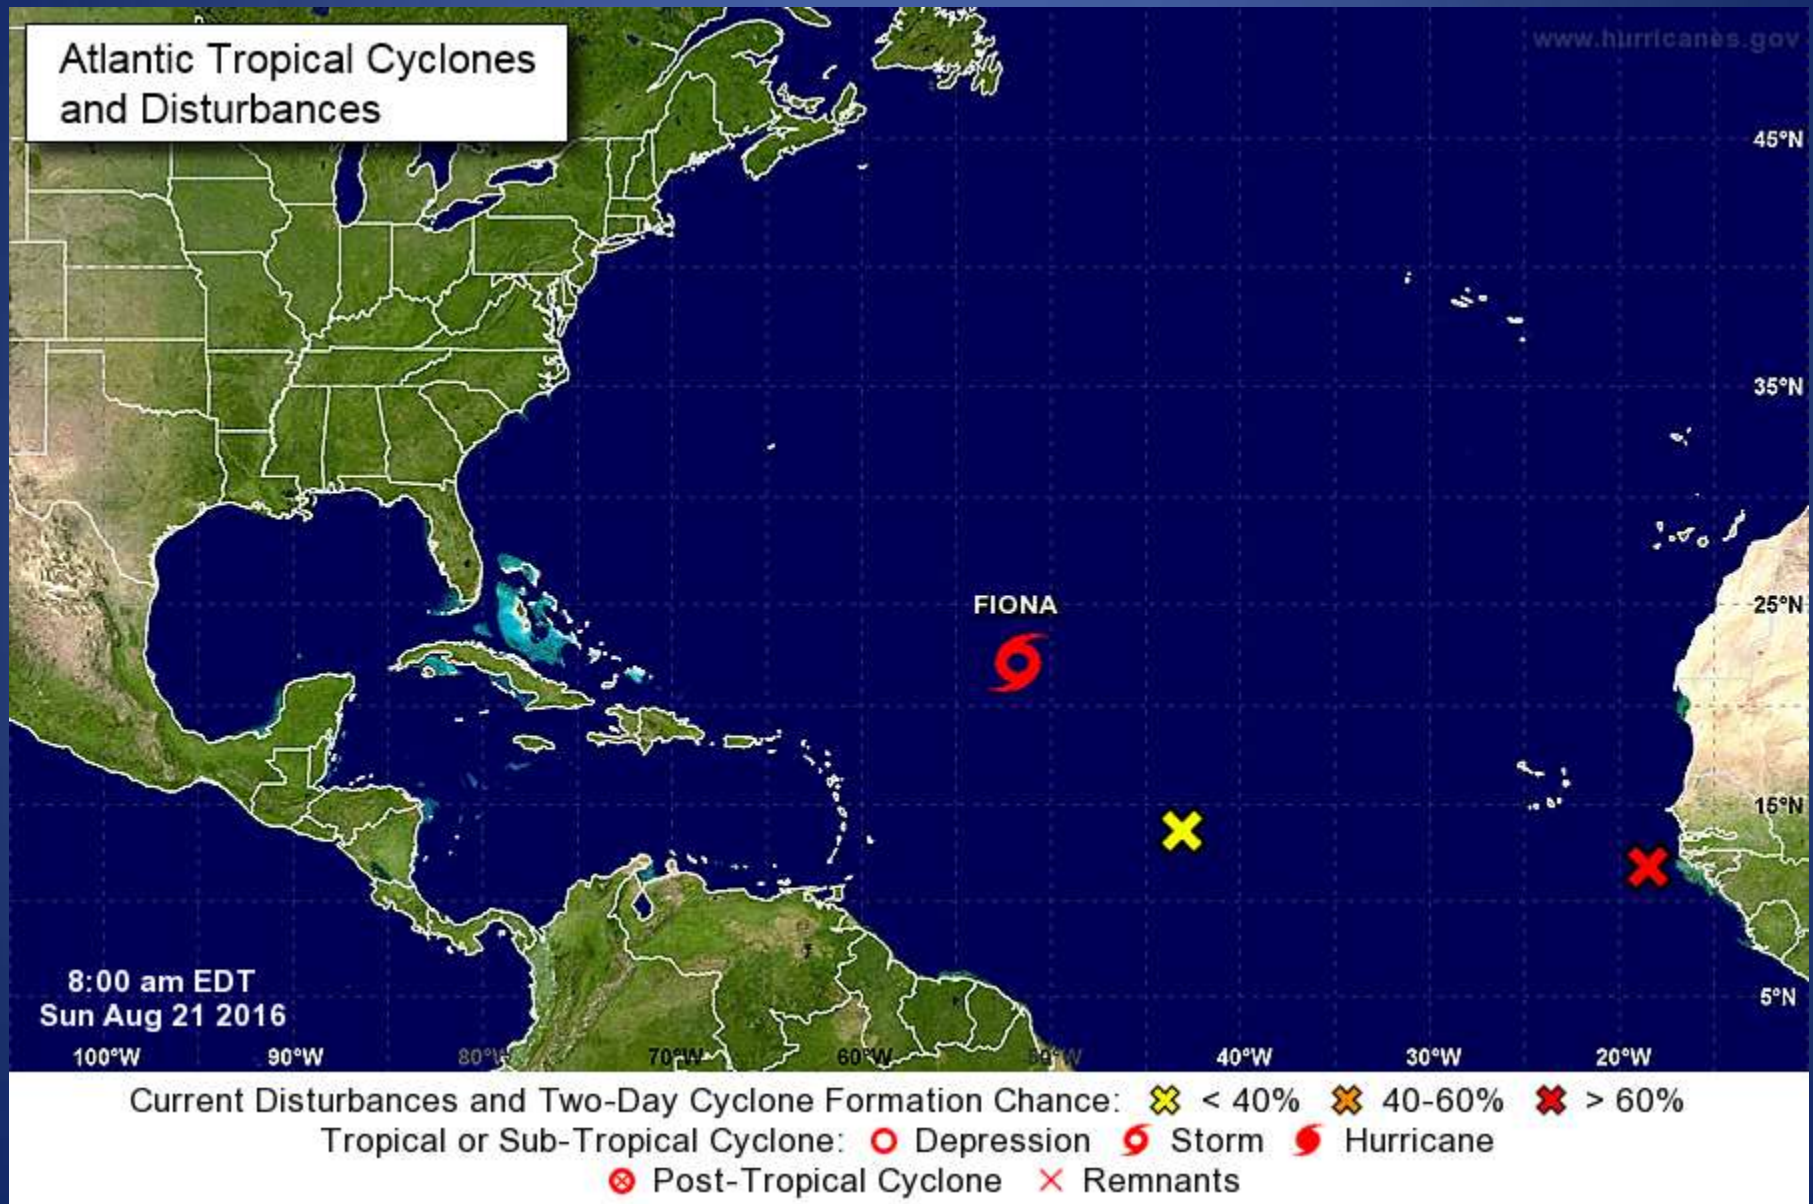 Atlantic Tropical Cyclones
and Disturbances
www.hurricanes.gov
45°N
35°N
FIONA
25°N
15°N
8:00 am EDT
Sun Aug 21 2016
5°N
100°W 90°W 80°W 70°W 60°W 50°W 40°W 30°W 20°W
Current Disturbances and Two-Day Cyclone Formation Chance: < 40% 40-60% > 60%
Tropical or Sub-Tropical Cyclone: Depression Storm Hurricane
Post-Tropical Cyclone Remnants